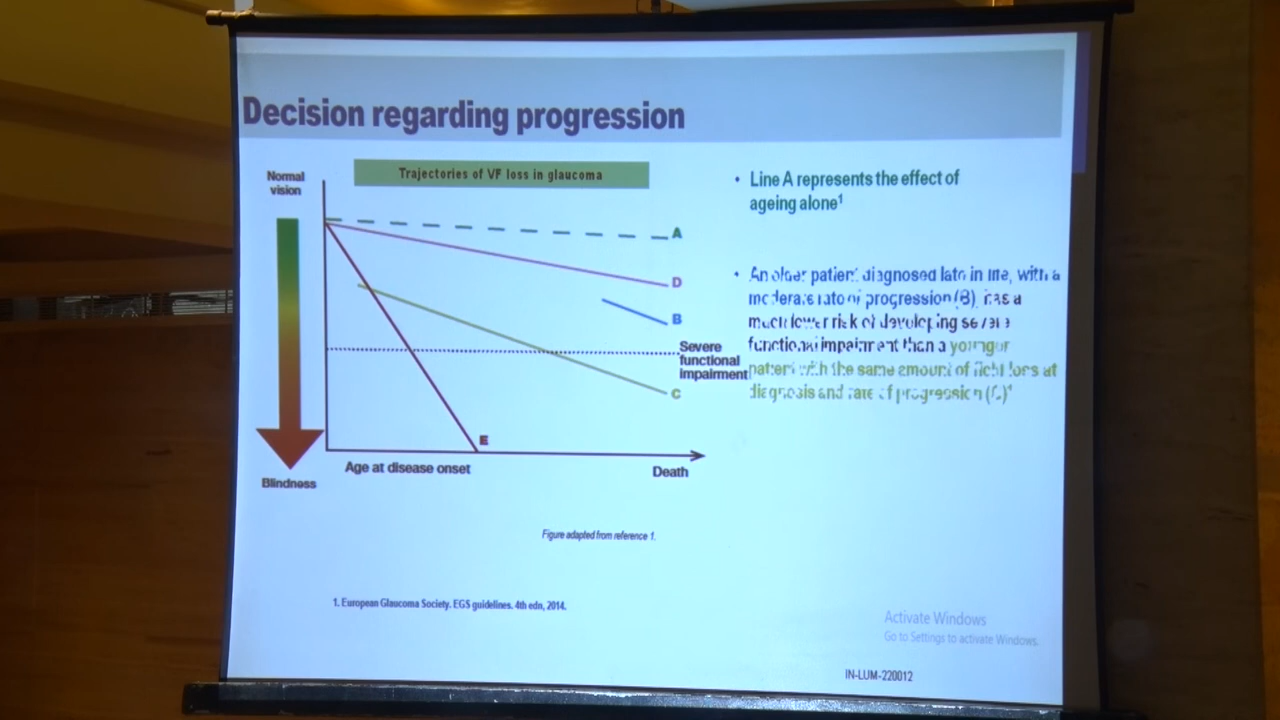 Decision regarding progression
Trajectories of VF loss in glaucoma
Normal
vision
A
D
B
Severe
functional
impairment
C
E
Age at disease onset
Death
Blindness
Figure adapted from reference 1.
1. European Glaucoma Society. EGS guidelines. 4th edn, 2014.
• Line A represents the effect of
ageing alone¹
• An older patient diagnosed late in life, with a
moderate rate of progression (B), has a
much lower risk of developing severe
functional impairment than a younger
patient with the same amount of field loss at
diagnosis and rate of progression (C)¹
Activate Windows
Go to Settings to activate Windows.
IN-LUM-220012